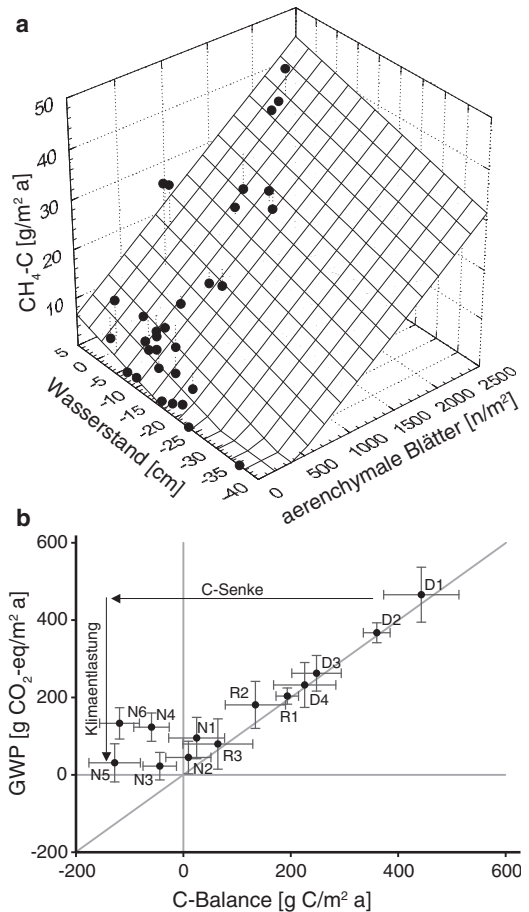 a
50
40
30
20
10
CH4-C [g/m² a]
5
0
-5
-10
-15
-20
-25
-30
-35
-40
Wasserstand [cm]
0
500
1000
1500
2000
2500
aerenchymale Blätter [n/m²]
b
600
400
200
0
-200
GWP [g CO2-eq/m² a]
C-Senke
Klimaentlastung
D1
D2
D3
D4
R2
R1
R3
N6
N4
N1
N2
N5
N3
-200
0
200
400
600
C-Balance [g C/m² a]